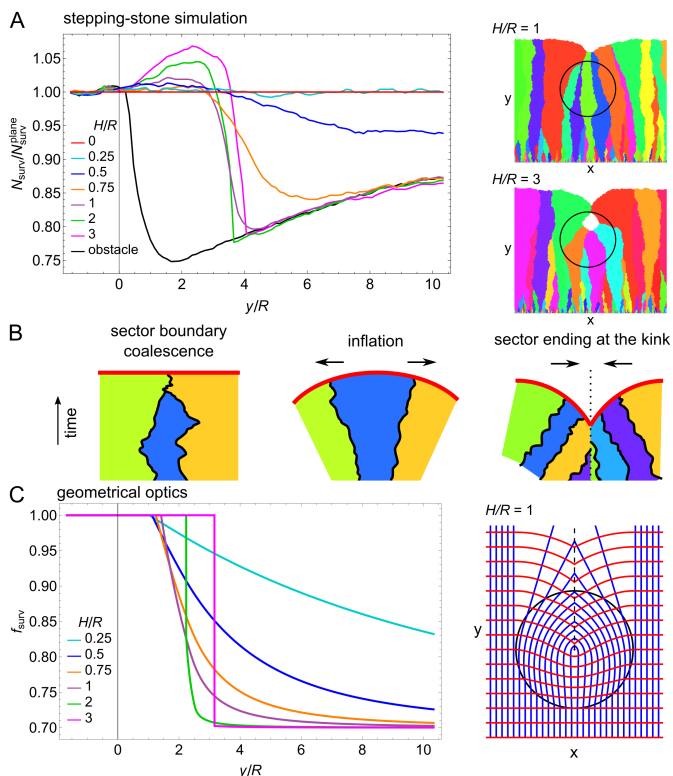 A
stepping-stone simulation
N_surv/N_surv^plane
1.05
1.00
0.95
0.90
0.85
0.80
0.75
H/R
0
0.25
0.5
0.75
1
2
3
obstacle
0 2 4 6 8 10
y/R
H/R = 1
y
x
H/R = 3
y
x
B
sector boundary
coalescence
inflation
sector ending at the kink
time
C
geometrical optics
f_surv
1.00
0.95
0.90
0.85
0.80
0.75
0.70
H/R
0.25
0.5
0.75
1
2
3
0 2 4 6 8 10
y/R
H/R = 1
y
x